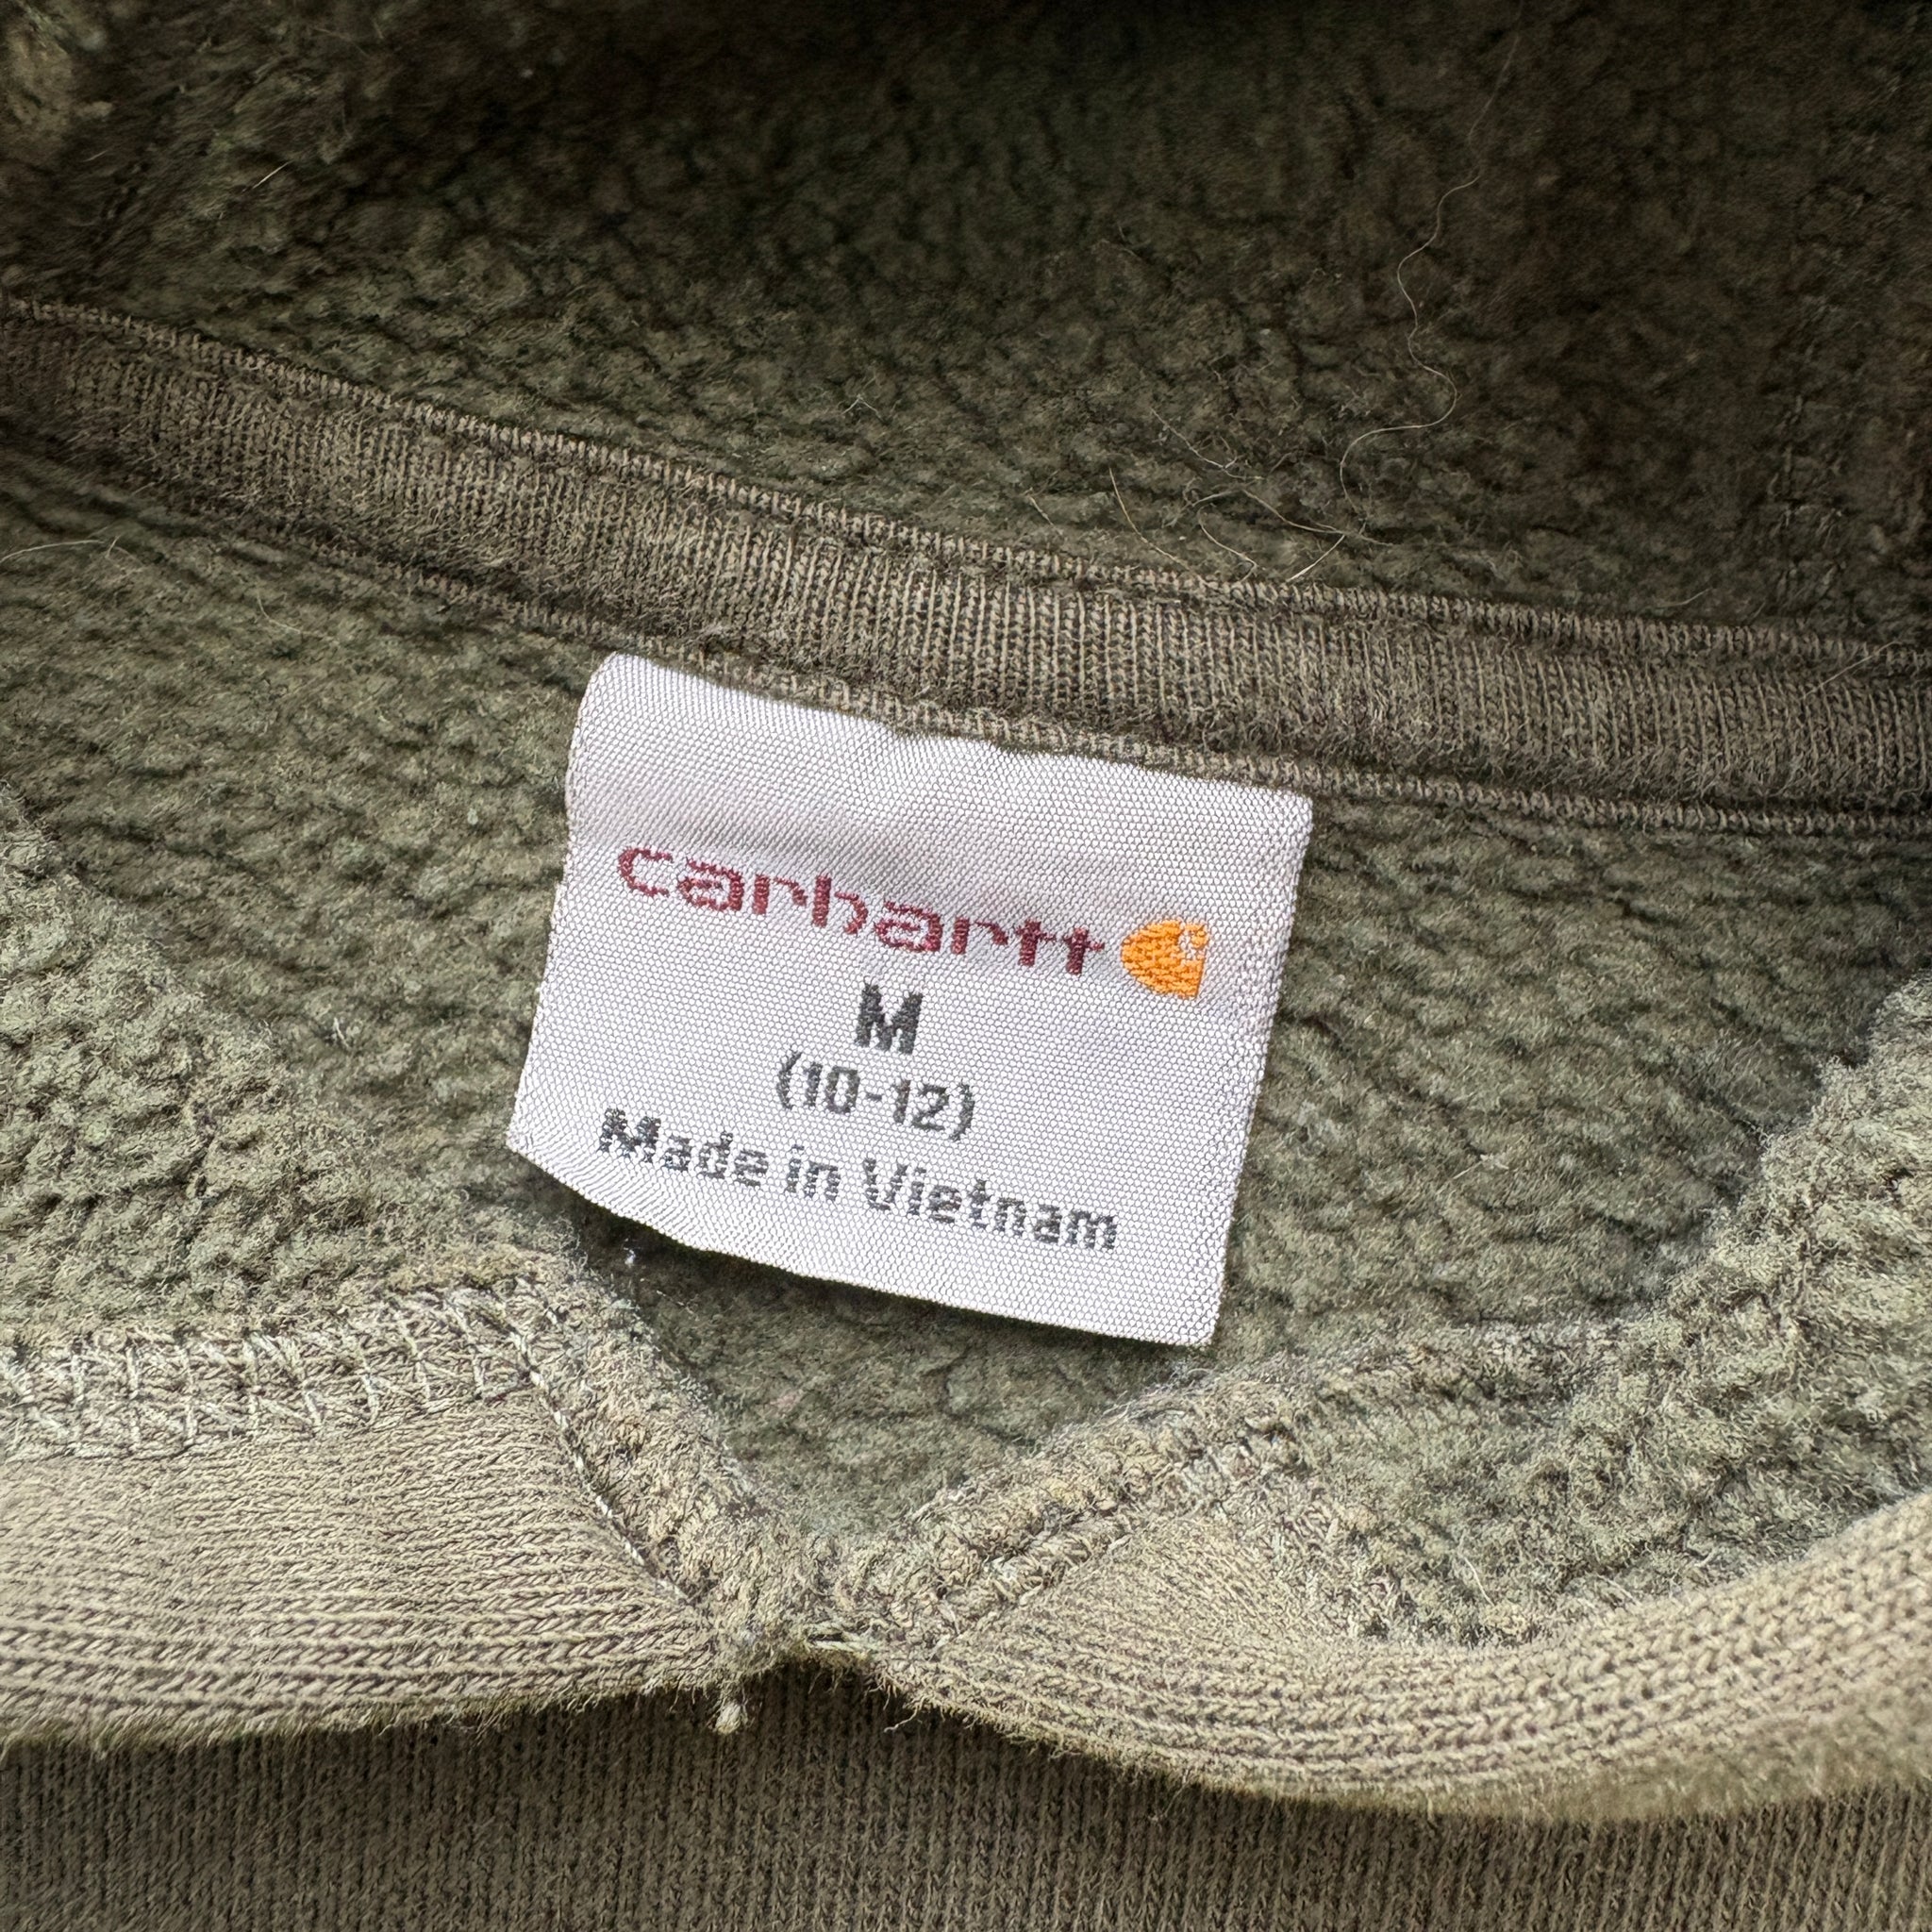 carhartt
M
(10-12)
Made in Vietnam